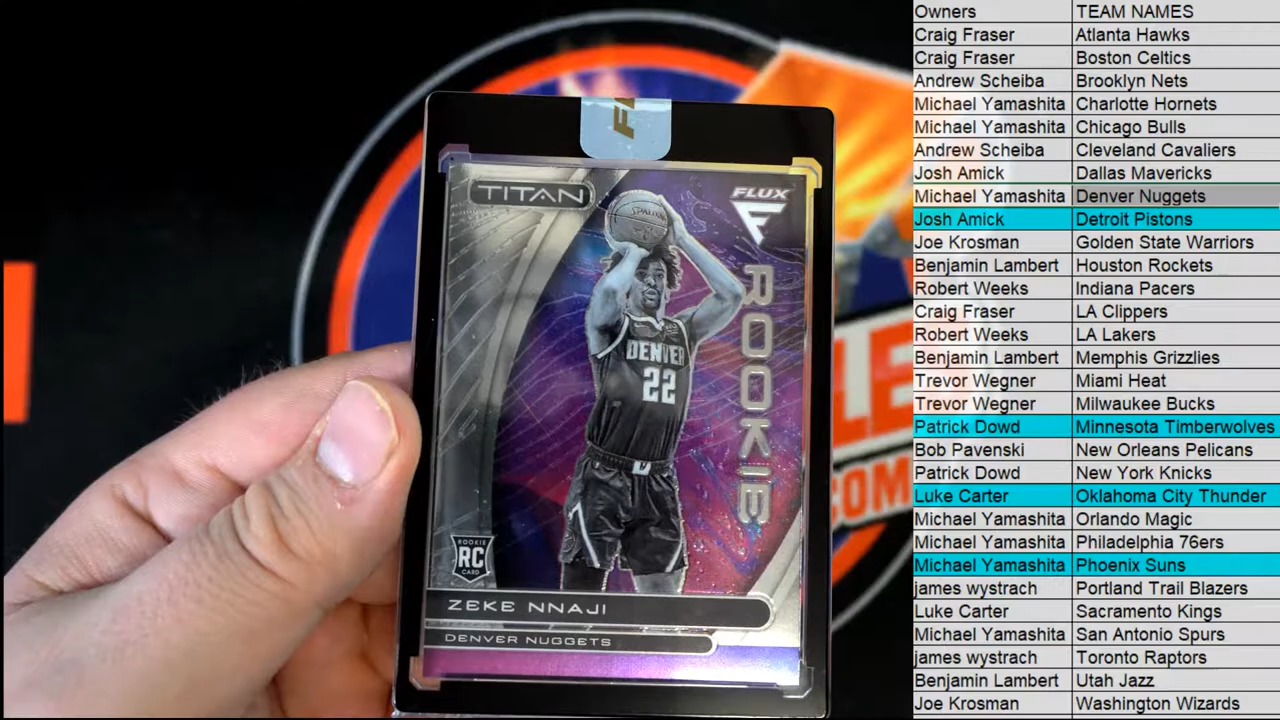 TITAN
FLUX
SPALDING
ROOKIE
DENVER
22
ROOKIE
RC
CARD
ZEKE NNAJI
DENVER NUGGETS
LE
COM
Owners TEAM NAMES
Craig Fraser Atlanta Hawks
Craig Fraser Boston Celtics
Andrew Scheiba Brooklyn Nets
Michael Yamashita Charlotte Hornets
Michael Yamashita Chicago Bulls
Andrew Scheiba Cleveland Cavaliers
Josh Amick Dallas Mavericks
Michael Yamashita Denver Nuggets
Josh Amick Detroit Pistons
Joe Krosman Golden State Warriors
Benjamin Lambert Houston Rockets
Robert Weeks Indiana Pacers
Craig Fraser LA Clippers
Robert Weeks LA Lakers
Benjamin Lambert Memphis Grizzlies
Trevor Wegner Miami Heat
Trevor Wegner Milwaukee Bucks
Patrick Dowd Minnesota Timberwolves
Bob Pavenski New Orleans Pelicans
Patrick Dowd New York Knicks
Luke Carter Oklahoma City Thunder
Michael Yamashita Orlando Magic
Michael Yamashita Philadelphia 76ers
Michael Yamashita Phoenix Suns
james wystrach Portland Trail Blazers
Luke Carter Sacramento Kings
Michael Yamashita San Antonio Spurs
james wystrach Toronto Raptors
Benjamin Lambert Utah Jazz
Joe Krosman Washington Wizards